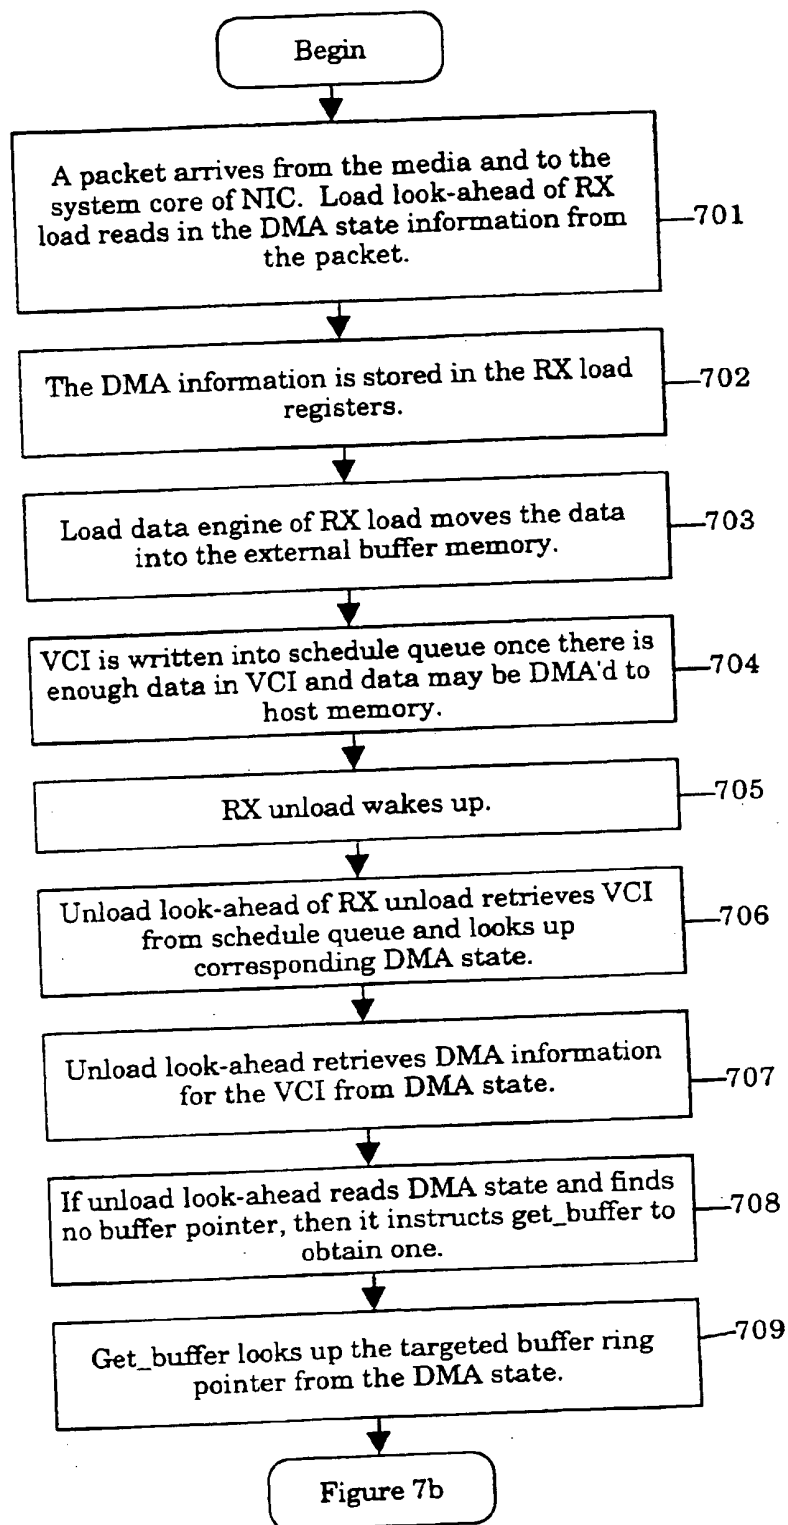 Begin
A packet arrives from the media and to the
system core of NIC. Load look-ahead of RX
load reads in the DMA state information from
the packet.
701
The DMA information is stored in the RX load
registers.
702
Load data engine of RX load moves the data
into the external buffer memory.
703
VCI is written into schedule queue once there is
enough data in VCI and data may be DMA'd to
host memory.
704
RX unload wakes up.
705
Unload look-ahead of RX unload retrieves VCI
from schedule queue and looks up
corresponding DMA state.
706
Unload look-ahead retrieves DMA information
for the VCI from DMA state.
707
If unload look-ahead reads DMA state and finds
no buffer pointer, then it instructs get_buffer to
obtain one.
708
Get_buffer looks up the targeted buffer ring
pointer from the DMA state.
709
Figure 7b